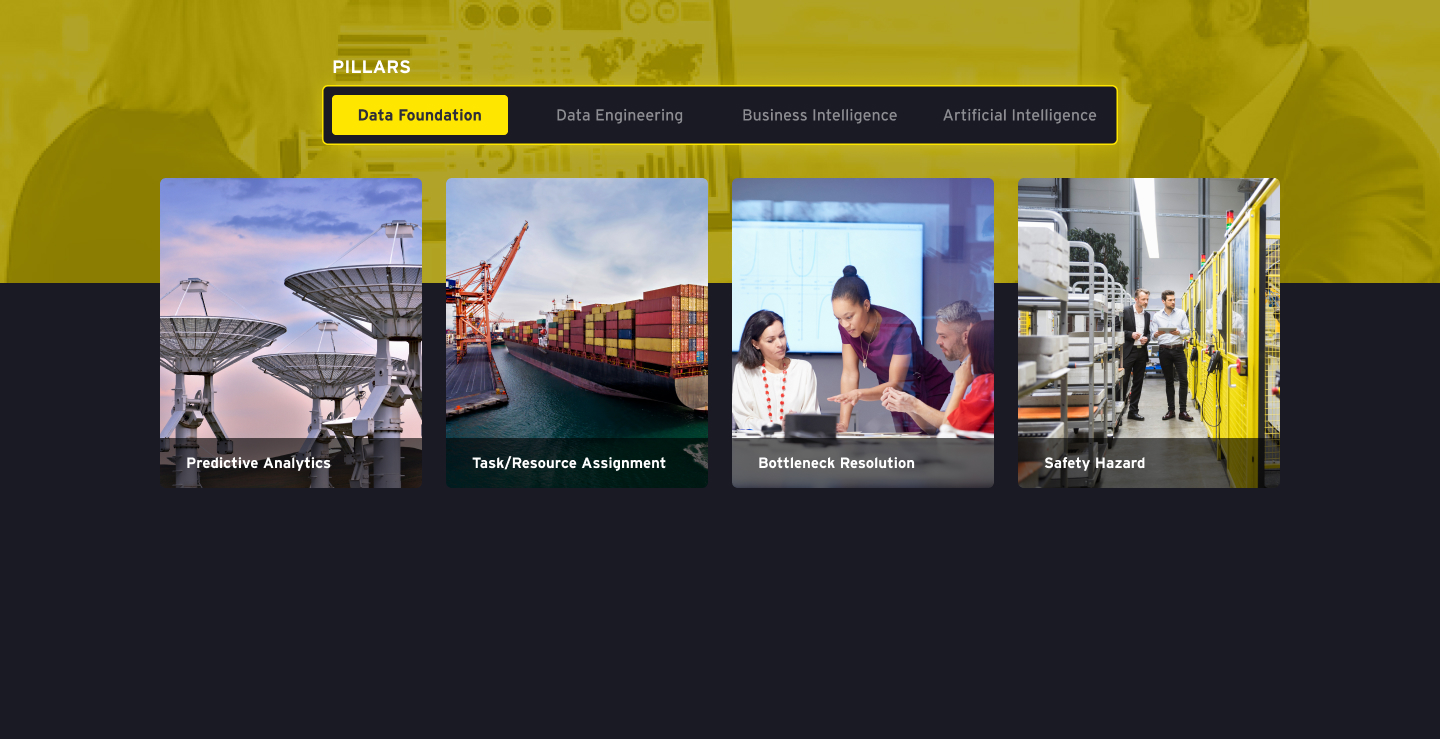 PILLARS
Data Foundation
Data Engineering
Business Intelligence
Artificial Intelligence
Predictive Analytics
Task/Resource Assignment
Bottleneck Resolution
Safety Hazard